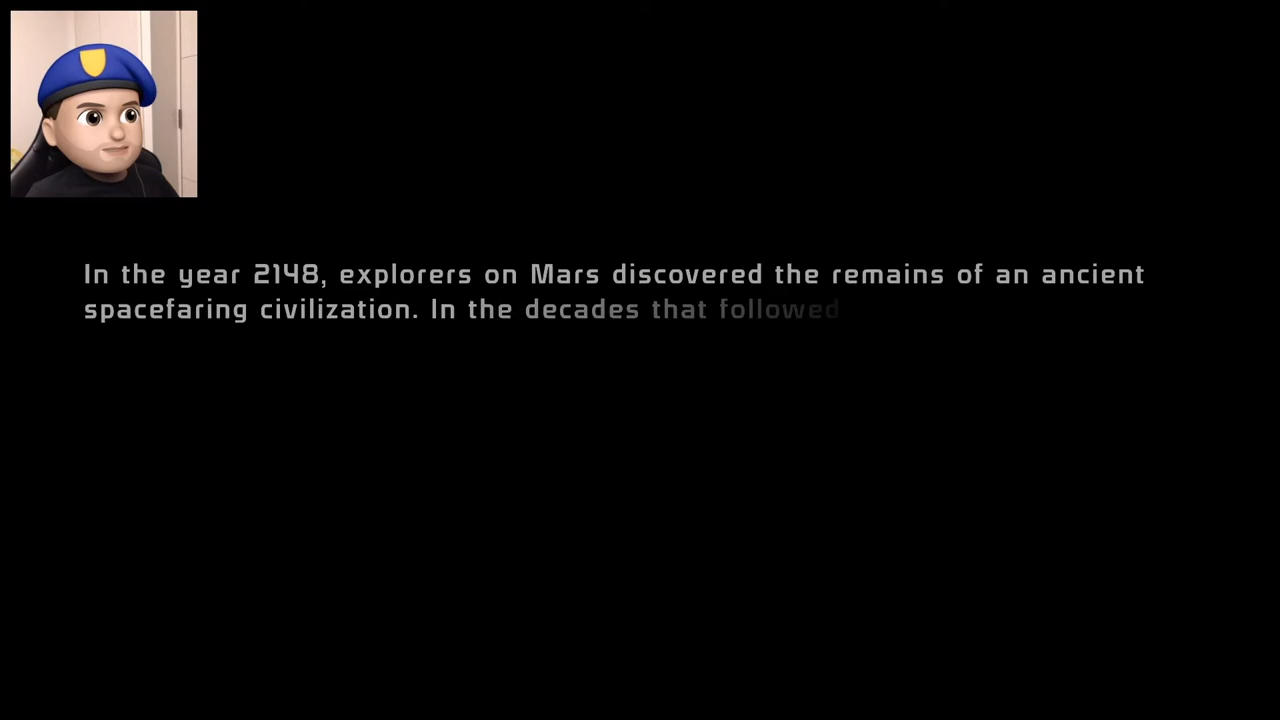 In the year 2148, explorers on Mars discovered the remains of an ancient
spacefaring civilization. In the decades that followed